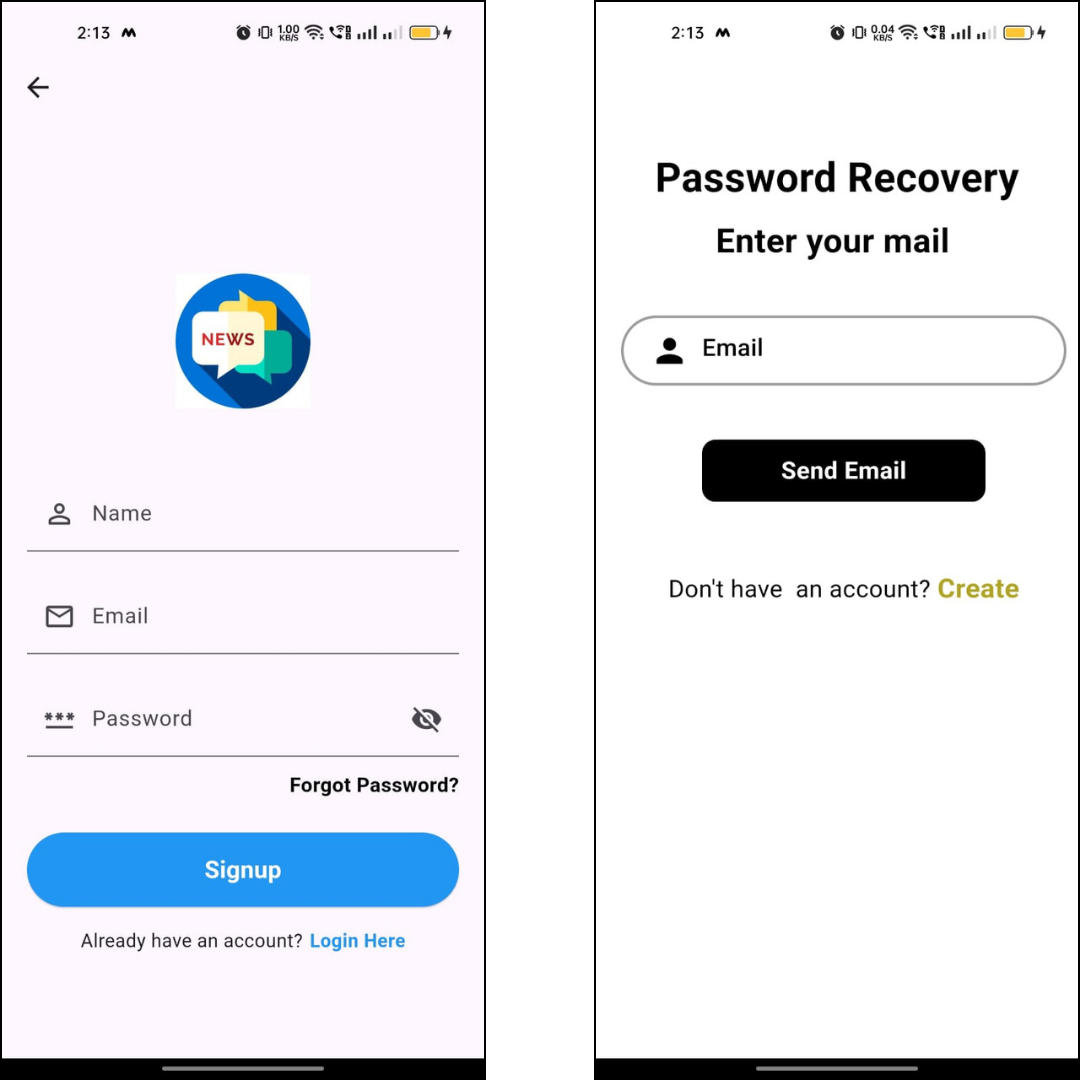 2:13
1.00
KB/S
NEWS
Name
Email
*** Password
Forgot Password?
Signup
Already have an account? Login Here
2:13
0.04
KB/S
Password Recovery
Enter your mail
Email
Send Email
Don't have  an account? Create